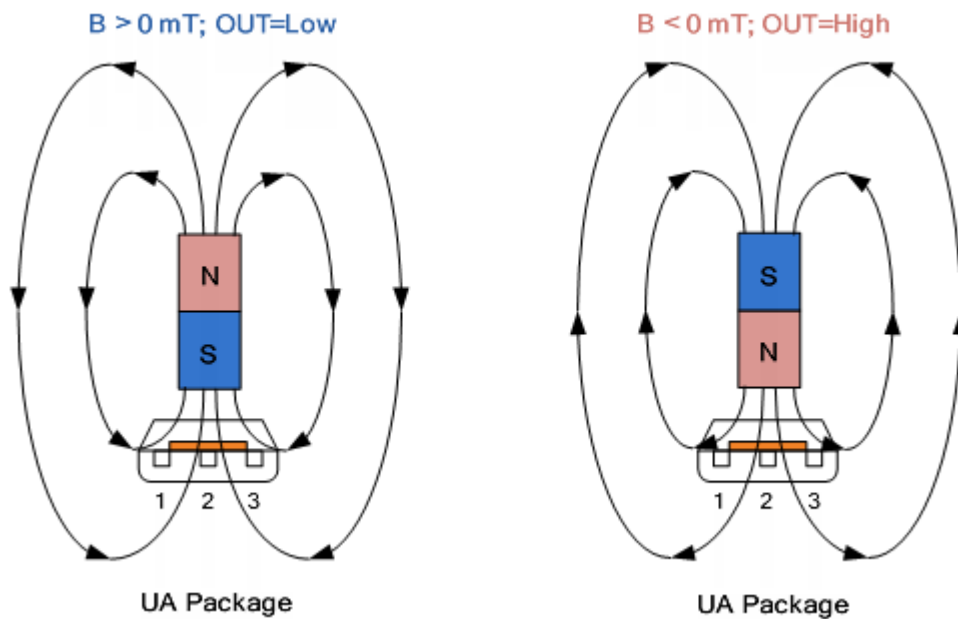 B > 0 mT; OUT=Low
B < 0 mT; OUT=High
N
S
S
N
1 2 3
1 2 3
UA Package
UA Package